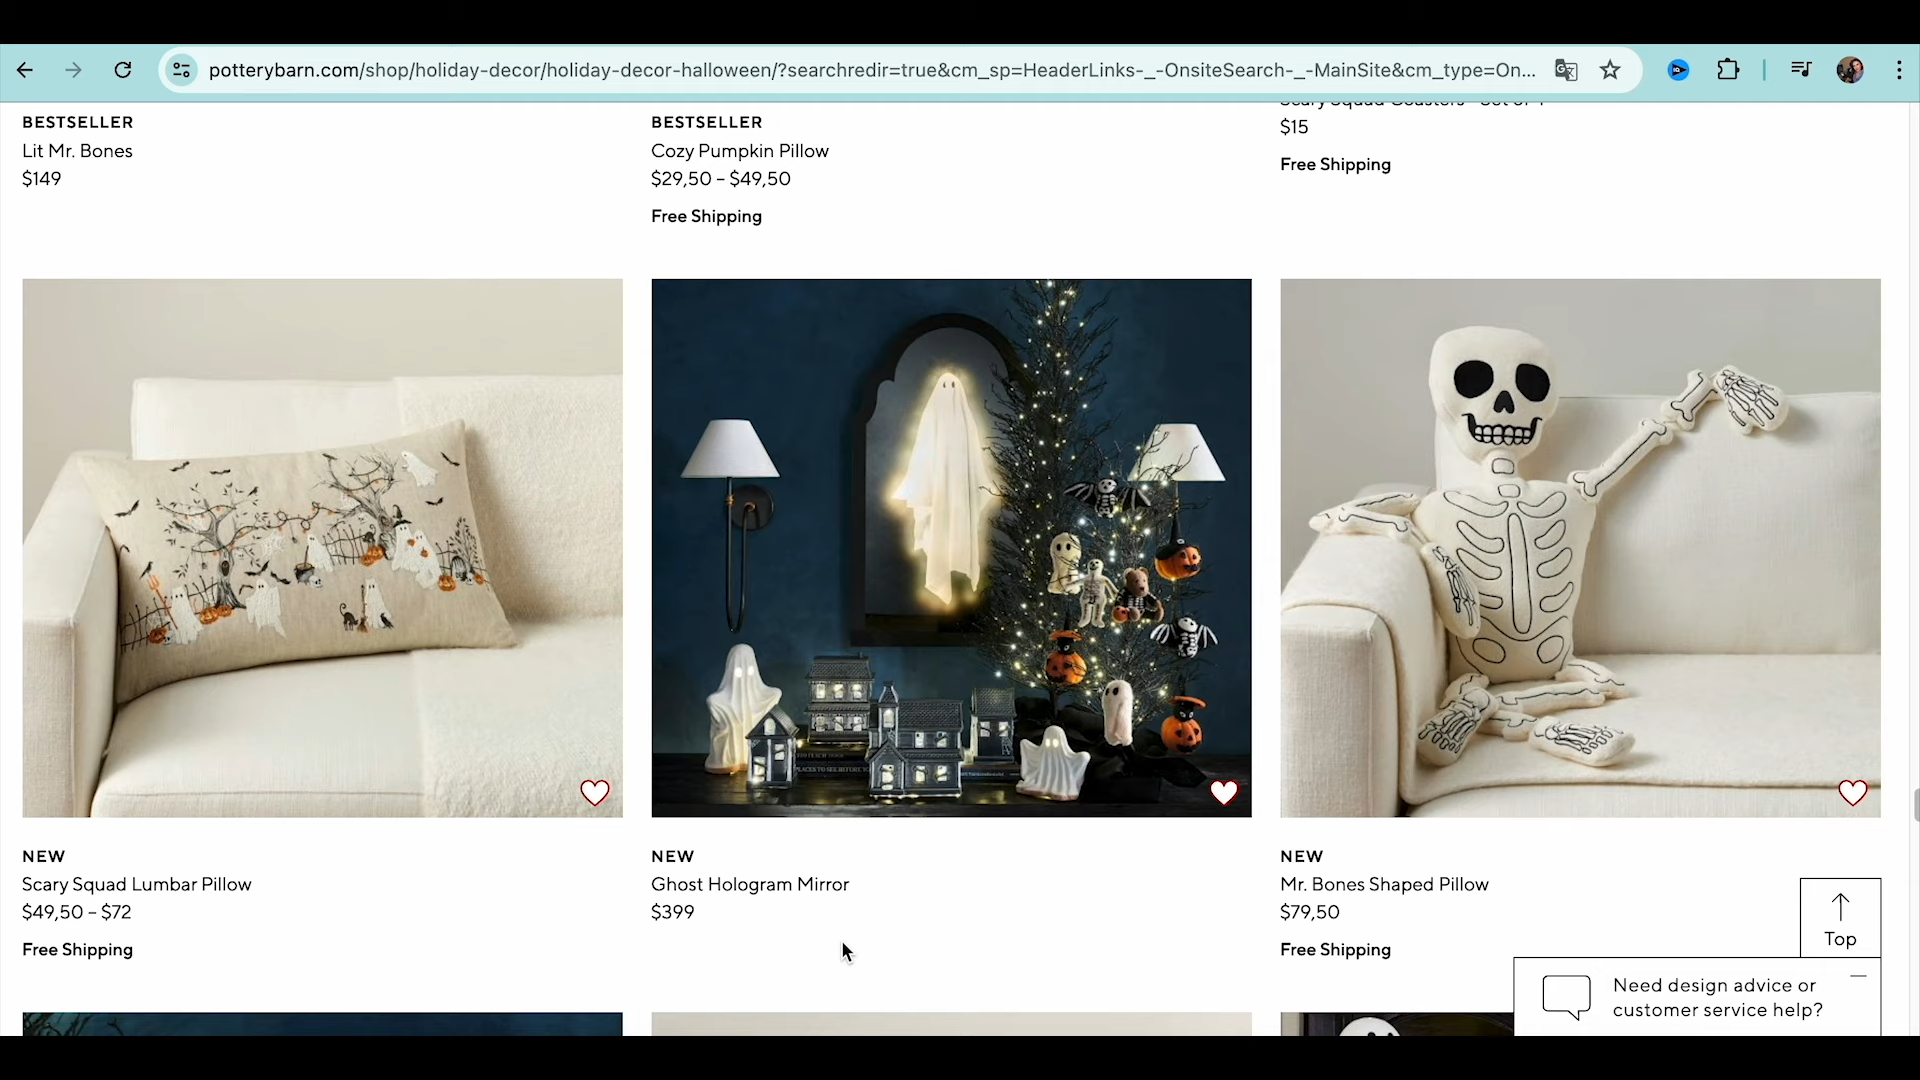 potterybarn.com/shop/holiday-decor/holiday-decor-halloween/?searchredir=true&cm_sp=HeaderLinks-_-OnsiteSearch-_-MainSite&cm_type=On...
BESTSELLER
Lit Mr. Bones
$149
BESTSELLER
Cozy Pumpkin Pillow
$29,50 – $49,50
Free Shipping
$15
Free Shipping
NEW
Scary Squad Lumbar Pillow
$49,50 – $72
Free Shipping
NEW
Ghost Hologram Mirror
$399
NEW
Mr. Bones Shaped Pillow
$79,50
Free Shipping
Top
Need design advice or
customer service help?